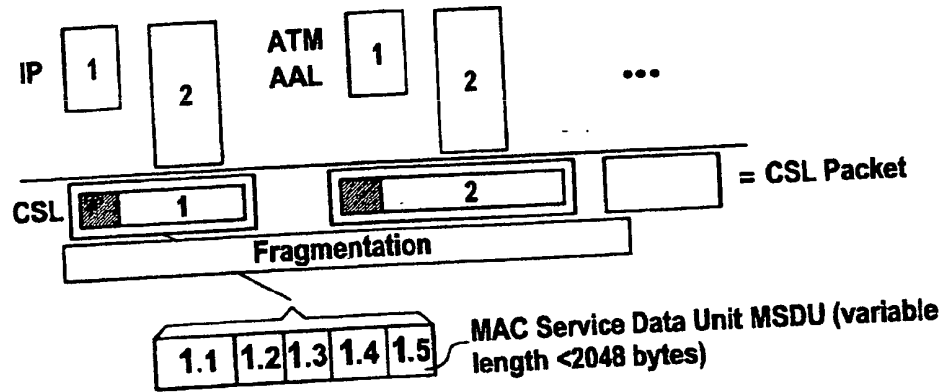 IP 1 2 ATM AAL 1 2 ...
CSL 1 2 = CSL Packet
Fragmentation
1.1 1.2 1.3 1.4 1.5
MAC Service Data Unit MSDU (variable
length <2048 bytes)